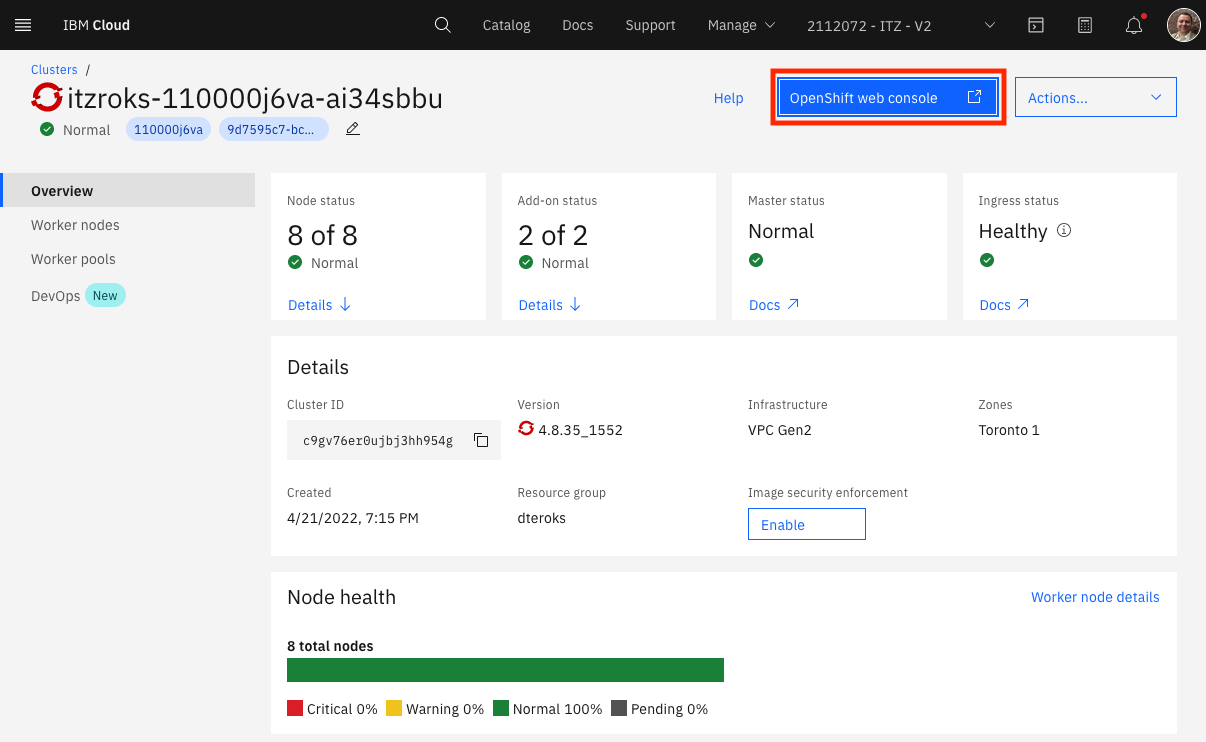 IBM Cloud
Catalog
Docs
Support
Manage
2112072 - ITZ - V2
Clusters /
itzroks-110000j6va-ai34sbbu
Normal
110000j6va
9d7595c7-bc...
Help
OpenShift web console
Actions...
Overview
Worker nodes
Worker pools
DevOps New
Node status
8 of 8
Normal
Details
Add-on status
2 of 2
Normal
Details
Master status
Normal
Docs
Ingress status
Healthy
Docs
Details
Cluster ID
c9gv76er0ujbj3hh954g
Version
4.8.35_1552
Infrastructure
VPC Gen2
Zones
Toronto 1
Created
4/21/2022, 7:15 PM
Resource group
dteroks
Image security enforcement
Enable
Node health
Worker node details
8 total nodes
Critical 0% Warning 0% Normal 100% Pending 0%